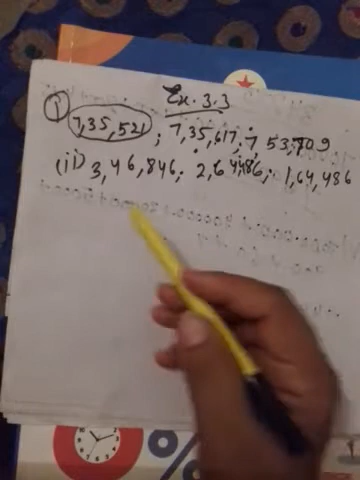 Ex. 3.3
(i) 7,35,521; 7,35,617, 7 53,709
(ii) 3,46,846; 2,64,486; 1,64,486
%